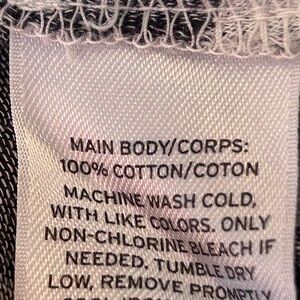 MAIN BODY/CORPS:
100% COTTON/COTON
MACHINE WASH COLD,
WITH LIKE COLORS. ONLY
NON-CHLORINE BLEACH IF
NEEDED. TUMBLE DRY
LOW, REMOVE PROMPTLY